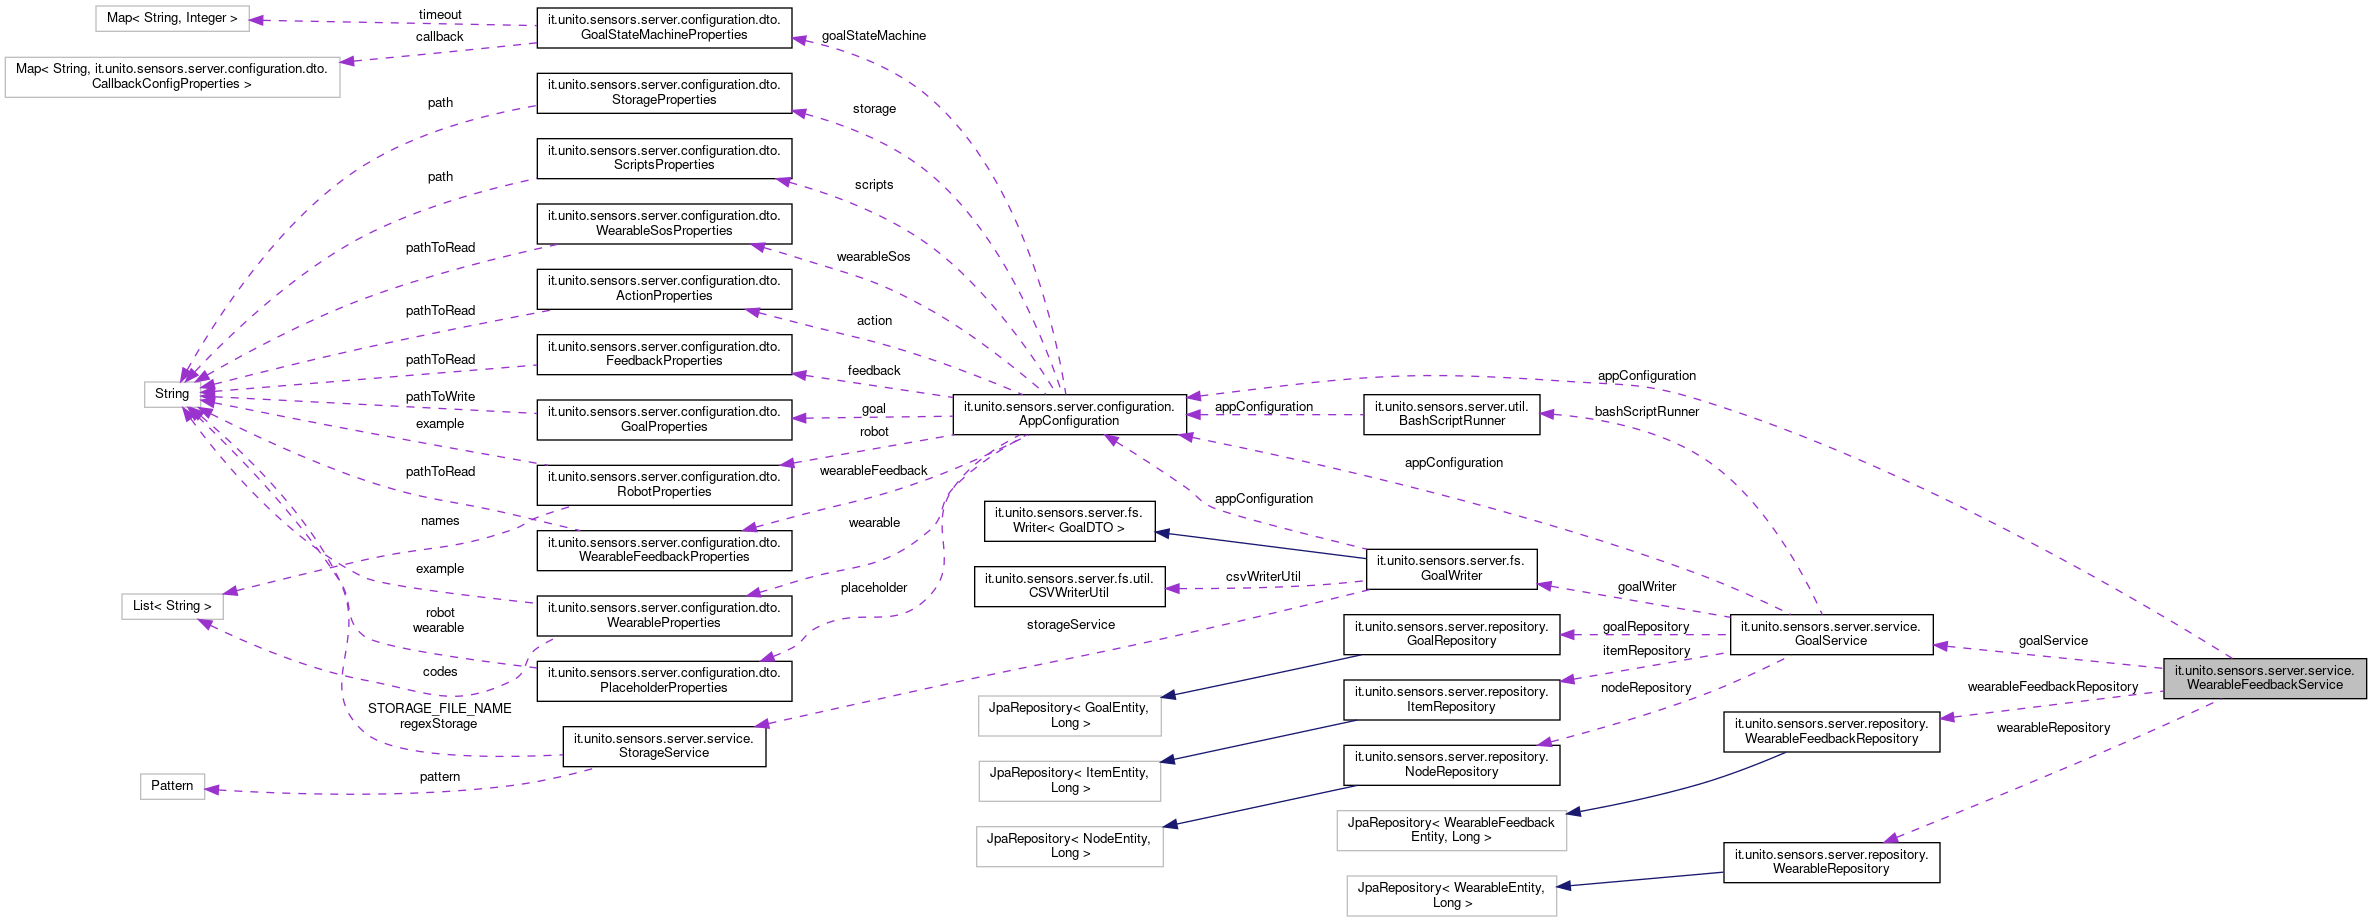 Map< String, Integer >
timeout
it.unito.sensors.server.configuration.dto.
GoalStateMachineProperties
goalStateMachine
callback
Map< String, it.unito.sensors.server.configuration.dto.
CallbackConfigProperties >
path
it.unito.sensors.server.configuration.dto.
StorageProperties
storage
it.unito.sensors.server.configuration.dto.
ScriptsProperties
path
scripts
it.unito.sensors.server.configuration.dto.
WearableSosProperties
pathToRead
wearableSos
it.unito.sensors.server.configuration.dto.
ActionProperties
pathToRead
action
it.unito.sensors.server.configuration.dto.
FeedbackProperties
pathToRead
feedback
String
pathToWrite
it.unito.sensors.server.configuration.dto.
GoalProperties
goal
it.unito.sensors.server.configuration.
AppConfiguration
appConfiguration
it.unito.sensors.server.util.
BashScriptRunner
appConfiguration
bashScriptRunner
example
robot
it.unito.sensors.server.configuration.dto.
RobotProperties
pathToRead
wearableFeedback
appConfiguration
appConfiguration
names
wearable
it.unito.sensors.server.fs.
Writer< GoalDTO >
it.unito.sensors.server.configuration.dto.
WearableFeedbackProperties
it.unito.sensors.server.fs.
GoalWriter
example
placeholder
it.unito.sensors.server.fs.util.
CSVWriterUtil
csvWriterUtil
goalWriter
List< String >
it.unito.sensors.server.configuration.dto.
WearableProperties
robot
wearable
storageService
it.unito.sensors.server.repository.
GoalRepository
goalRepository
it.unito.sensors.server.service.
GoalService
goalService
itemRepository
codes
it.unito.sensors.server.configuration.dto.
PlaceholderProperties
it.unito.sensors.server.service.
WearableFeedbackService
nodeRepository
wearableFeedbackRepository
it.unito.sensors.server.repository.
ItemRepository
JpaRepository< GoalEntity,
Long >
STORAGE_FILE_NAME
regexStorage
it.unito.sensors.server.service.
StorageService
it.unito.sensors.server.repository.
WearableFeedbackRepository
wearableRepository
it.unito.sensors.server.repository.
NodeRepository
Pattern
pattern
JpaRepository< ItemEntity,
Long >
JpaRepository< WearableFeedback
Entity, Long >
JpaRepository< NodeEntity,
Long >
it.unito.sensors.server.repository.
WearableRepository
JpaRepository< WearableEntity,
Long >